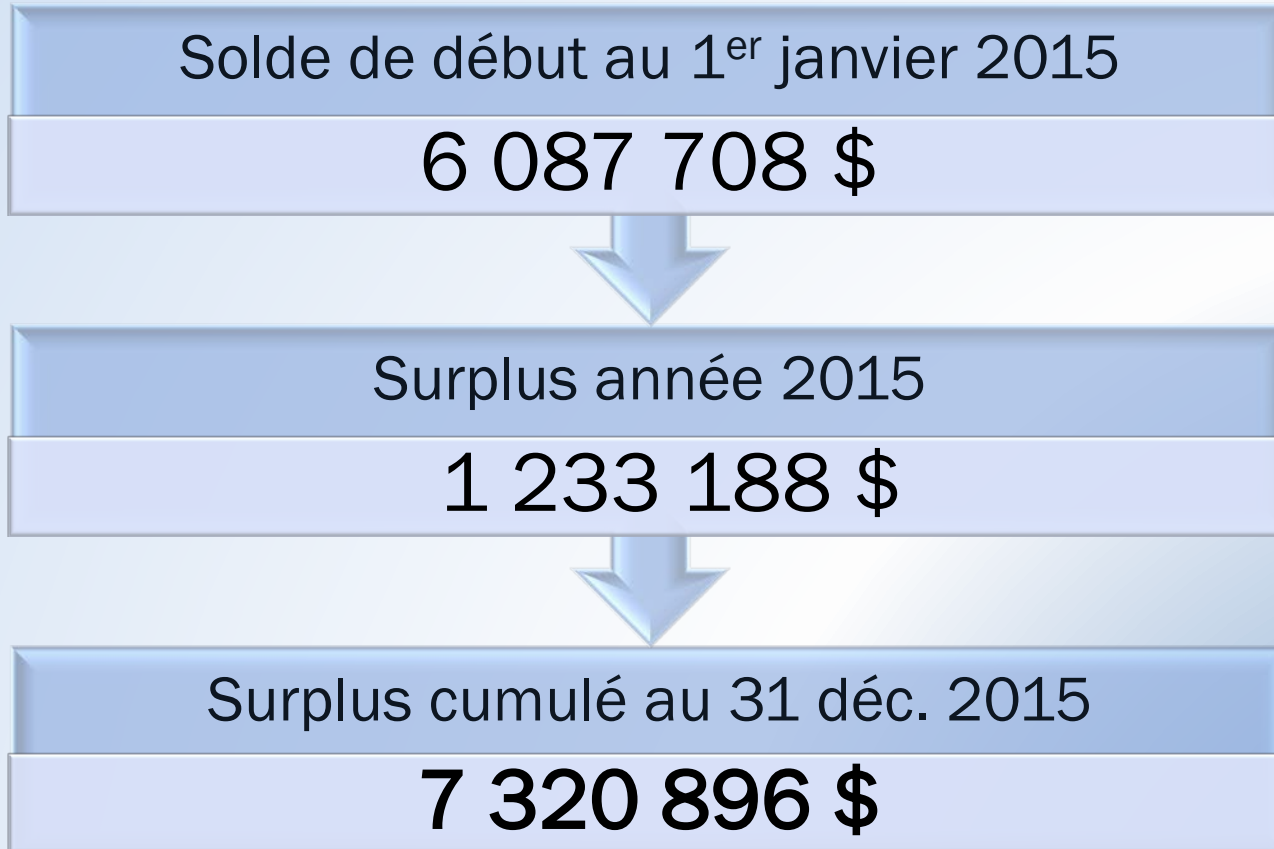 Solde de début au 1er janvier 2015
6 087 708 $
Surplus année 2015
1 233 188 $
Surplus cumulé au 31 déc. 2015
7 320 896 $